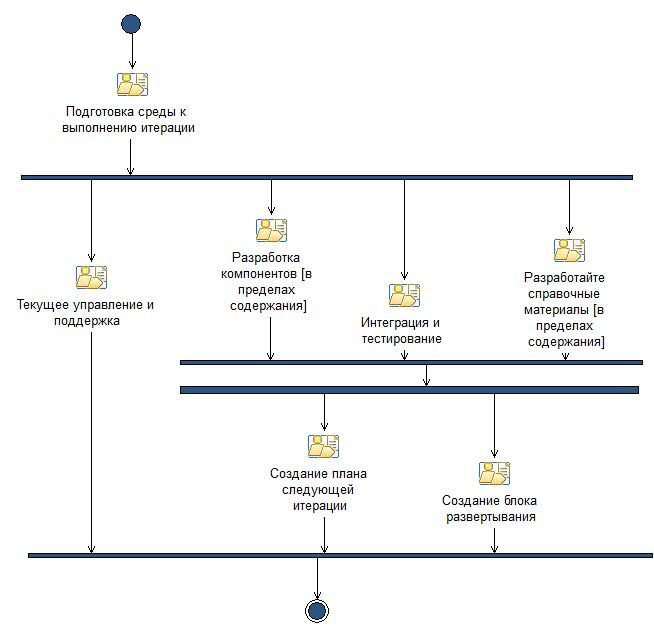 Подготовка среды к
выполнению итерации
Разработка
компонентов [в
пределах
содержания]
Разработайте
справочные
материалы [в
пределах
содержания]
Текущее управление и
поддержка
Интеграция и
тестирование
Создание плана
следующей
итерации
Создание блока
развертывания